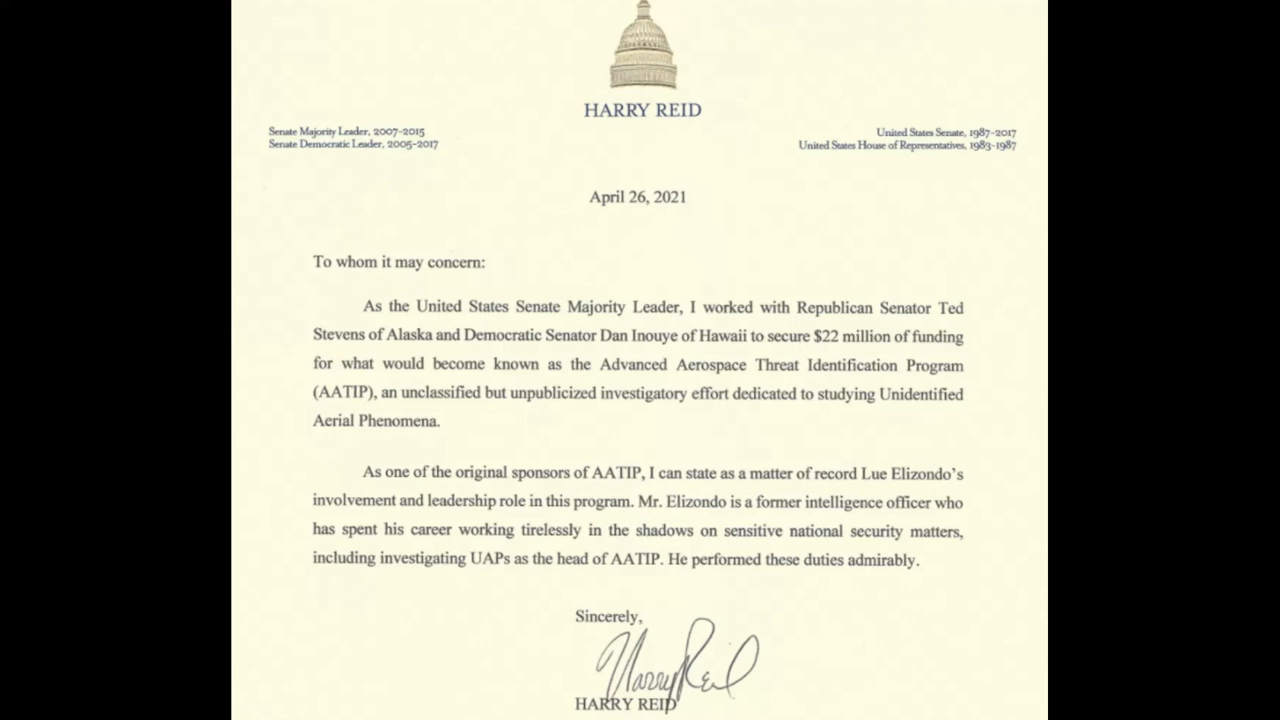 HARRY REID
Senate Majority Leader, 2007-2015
Senate Democratic Leader, 2005-2017
United States Senate, 1987-2017
United States House of Representatives, 1983-1987
April 26, 2021
To whom it may concern:
As the United States Senate Majority Leader, I worked with Republican Senator Ted
Stevens of Alaska and Democratic Senator Dan Inouye of Hawaii to secure $22 million of funding
for what would become known as the Advanced Aerospace Threat Identification Program
(AATIP), an unclassified but unpublicized investigatory effort dedicated to studying Unidentified
Aerial Phenomena.
As one of the original sponsors of AATIP, I can state as a matter of record Lue Elizondo's
involvement and leadership role in this program. Mr. Elizondo is a former intelligence officer who
has spent his career working tirelessly in the shadows on sensitive national security matters,
including investigating UAPs as the head of AATIP. He performed these duties admirably.
Sincerely,
Harry Reid
HARRY REID